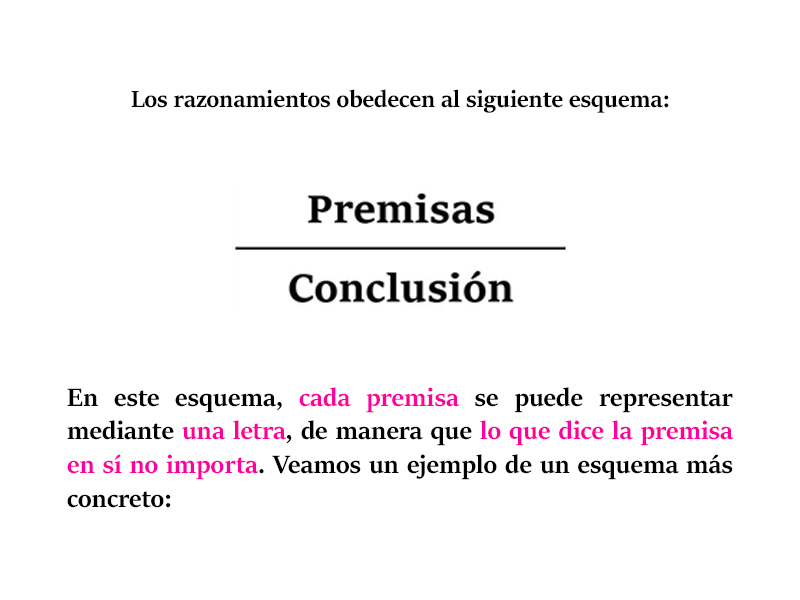 Los razonamientos obedecen al siguiente esquema:
Premisas
Conclusión
En este esquema, cada premisa se puede representar
mediante una letra, de manera que lo que dice la premisa
en sí no importa. Veamos un ejemplo de un esquema más
concreto: